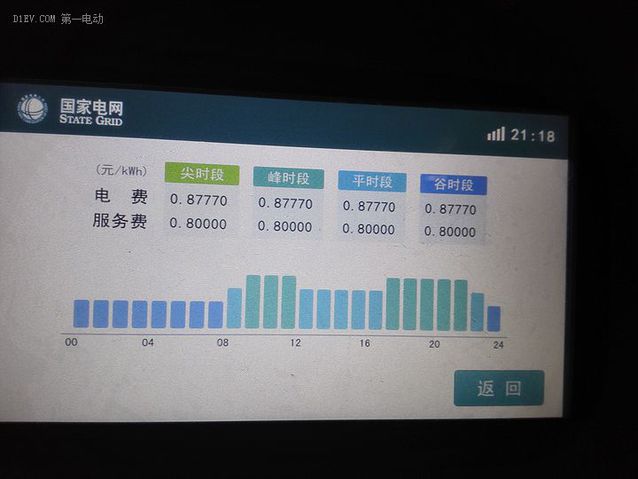 D1EV.COM 第一电动
国家电网
STATE GRID
21:18
(元/kWh) 尖时段 峰时段 平时段 谷时段
电 费 0.87770 0.87770 0.87770 0.87770
服务费 0.80000 0.80000 0.80000 0.80000
00 04 08 12 16 20 24
返 回